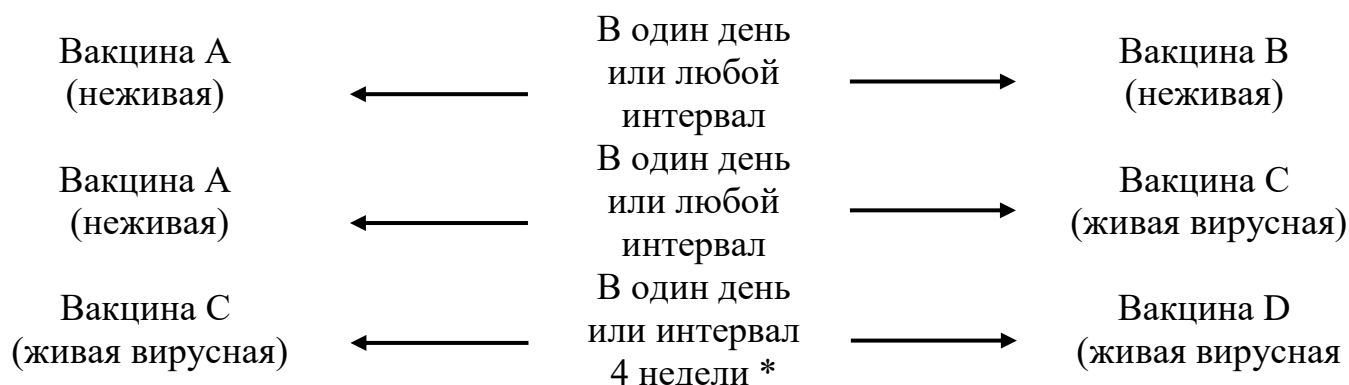 Вакцина A
(неживая)
В один день
или любой
интервал
Вакцина B
(неживая)
Вакцина A
(неживая)
В один день
или любой
интервал
Вакцина C
(живая вирусная)
Вакцина C
(живая вирусная)
В один день
или интервал
4 недели *
Вакцина D
(живая вирусная